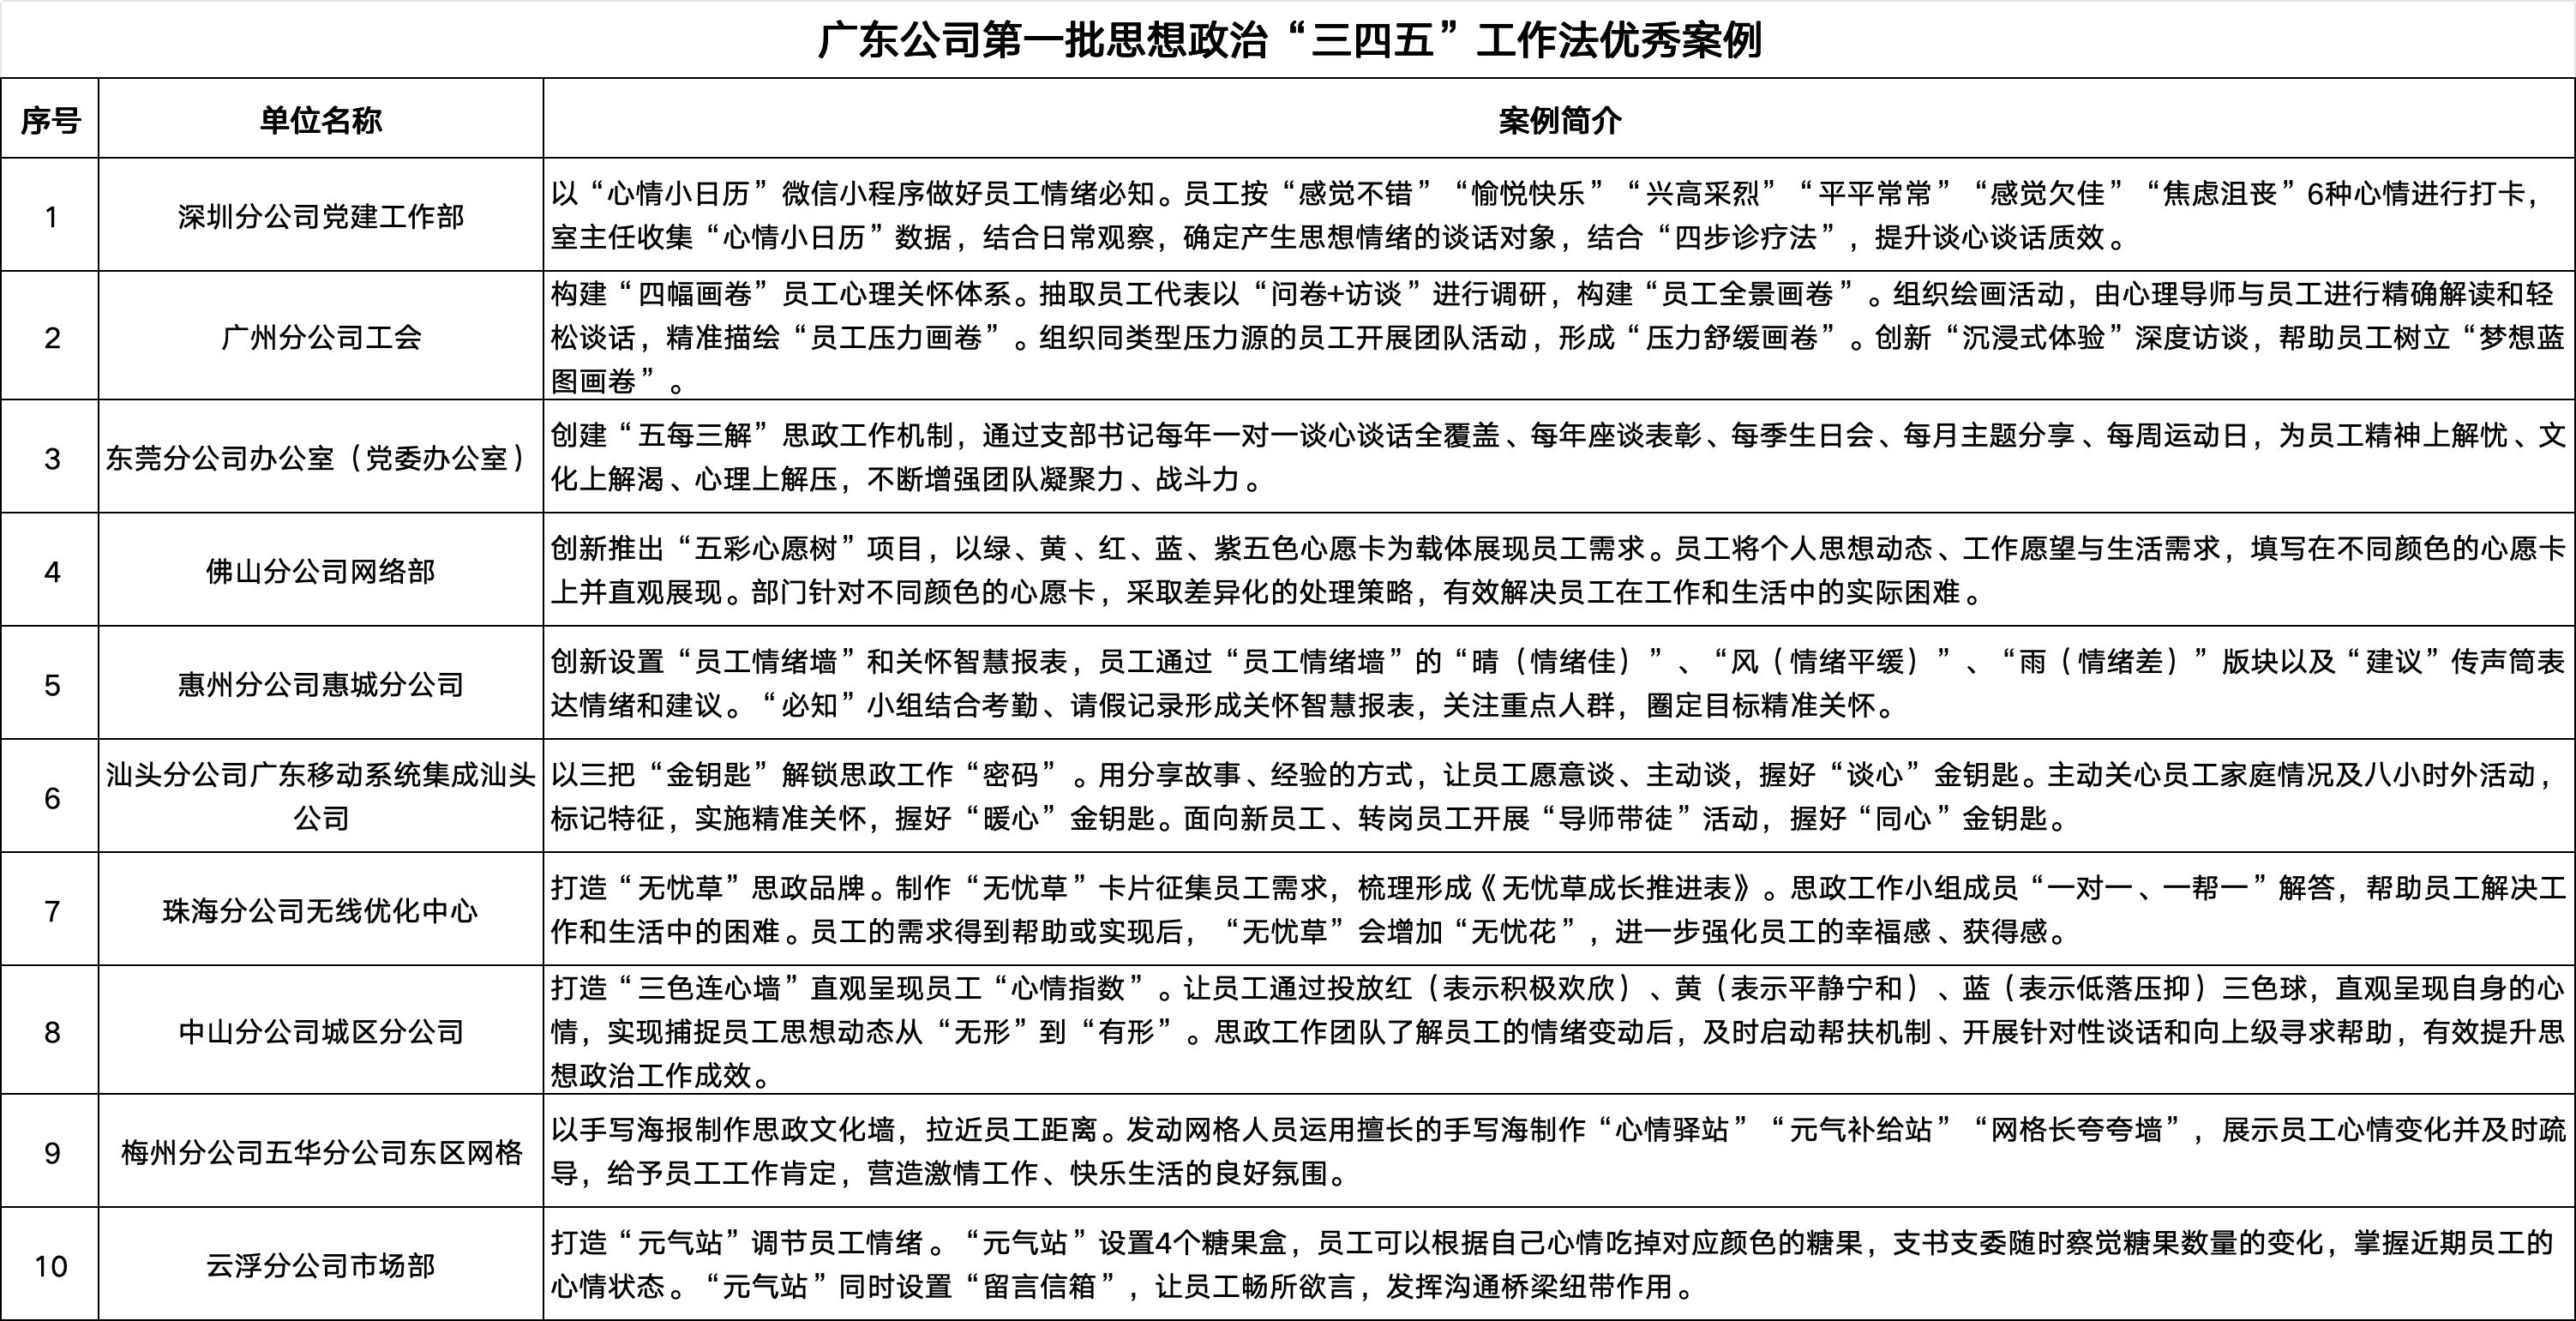 广东公司第一批思想政治“三四五”工作法优秀案例
序号 单位名称 案例简介
1 深圳分公司党建工作部
以“心情小日历”微信小程序做好员工情绪必知。员工按“感觉不错”“愉悦快乐”“兴高采烈”“平平常常”“感觉欠佳”“焦虑沮丧”6种心情进行打卡，
室主任收集“心情小日历”数据，结合日常观察，确定产生思想情绪的谈话对象，结合“四步诊疗法”，提升谈心谈话质效。
2 广州分公司工会
构建“四幅画卷”员工心理关怀体系。抽取员工代表以“问卷+访谈”进行调研，构建“员工全景画卷”。组织绘画活动，由心理导师与员工进行精确解读和轻
松谈话，精准描绘“员工压力画卷”。组织同类型压力源的员工开展团队活动，形成“压力舒缓画卷”。创新“沉浸式体验”深度访谈，帮助员工树立“梦想蓝
图画卷”。
3 东莞分公司办公室（党委办公室）
创建“五每三解”思政工作机制，通过支部书记每年一对一谈心谈话全覆盖、每年座谈表彰、每季生日会、每月主题分享、每周运动日，为员工精神上解忧、文
化上解渴、心理上解压，不断增强团队凝聚力、战斗力。
4 佛山分公司网络部
创新推出“五彩心愿树”项目，以绿、黄、红、蓝、紫五色心愿卡为载体展现员工需求。员工将个人思想动态、工作愿望与生活需求，填写在不同颜色的心愿卡
上并直观展现。部门针对不同颜色的心愿卡，采取差异化的处理策略，有效解决员工在工作和生活中的实际困难。
5 惠州分公司惠城分公司
创新设置“员工情绪墙”和关怀智慧报表，员工通过“员工情绪墙”的“晴（情绪佳）”、“风（情绪平缓）”、“雨（情绪差）”版块以及“建议”传声筒表
达情绪和建议。“必知”小组结合考勤、请假记录形成关怀智慧报表，关注重点人群，圈定目标精准关怀。
6 汕头分公司广东移动系统集成汕头
公司
以三把“金钥匙”解锁思政工作“密码”。用分享故事、经验的方式，让员工愿意谈、主动谈，握好“谈心”金钥匙。主动关心员工家庭情况及八小时外活动，
标记特征，实施精准关怀，握好“暖心”金钥匙。面向新员工、转岗员工开展“导师带徒”活动，握好“同心”金钥匙。
7 珠海分公司无线优化中心
打造“无忧草”思政品牌。制作“无忧草”卡片征集员工需求，梳理形成《无忧草成长推进表》。思政工作小组成员“一对一、一帮一”解答，帮助员工解决工
作和生活中的困难。员工的需求得到帮助或实现后，“无忧草”会增加“无忧花”，进一步强化员工的幸福感、获得感。
8 中山分公司城区分公司
打造“三色连心墙”直观呈现员工“心情指数”。让员工通过投放红（表示积极欢欣）、黄（表示平静宁和）、蓝（表示低落压抑）三色球，直观呈现自身的心
情，实现捕捉员工思想动态从“无形”到“有形”。思政工作团队了解员工的情绪变动后，及时启动帮扶机制、开展针对性谈话和向上级寻求帮助，有效提升思
想政治工作成效。
9 梅州分公司五华分公司东区网格
以手写海报制作思政文化墙，拉近员工距离。发动网格人员运用擅长的手写海制作“心情驿站”“元气补给站”“网格长夸夸墙”，展示员工心情变化并及时疏
导，给予员工工作肯定，营造激情工作、快乐生活的良好氛围。
10 云浮分公司市场部
打造“元气站”调节员工情绪。“元气站”设置4个糖果盒，员工可以根据自己心情吃掉对应颜色的糖果，支书支委随时察觉糖果数量的变化，掌握近期员工的
心情状态。“元气站”同时设置“留言信箱”，让员工畅所欲言，发挥沟通桥梁纽带作用。